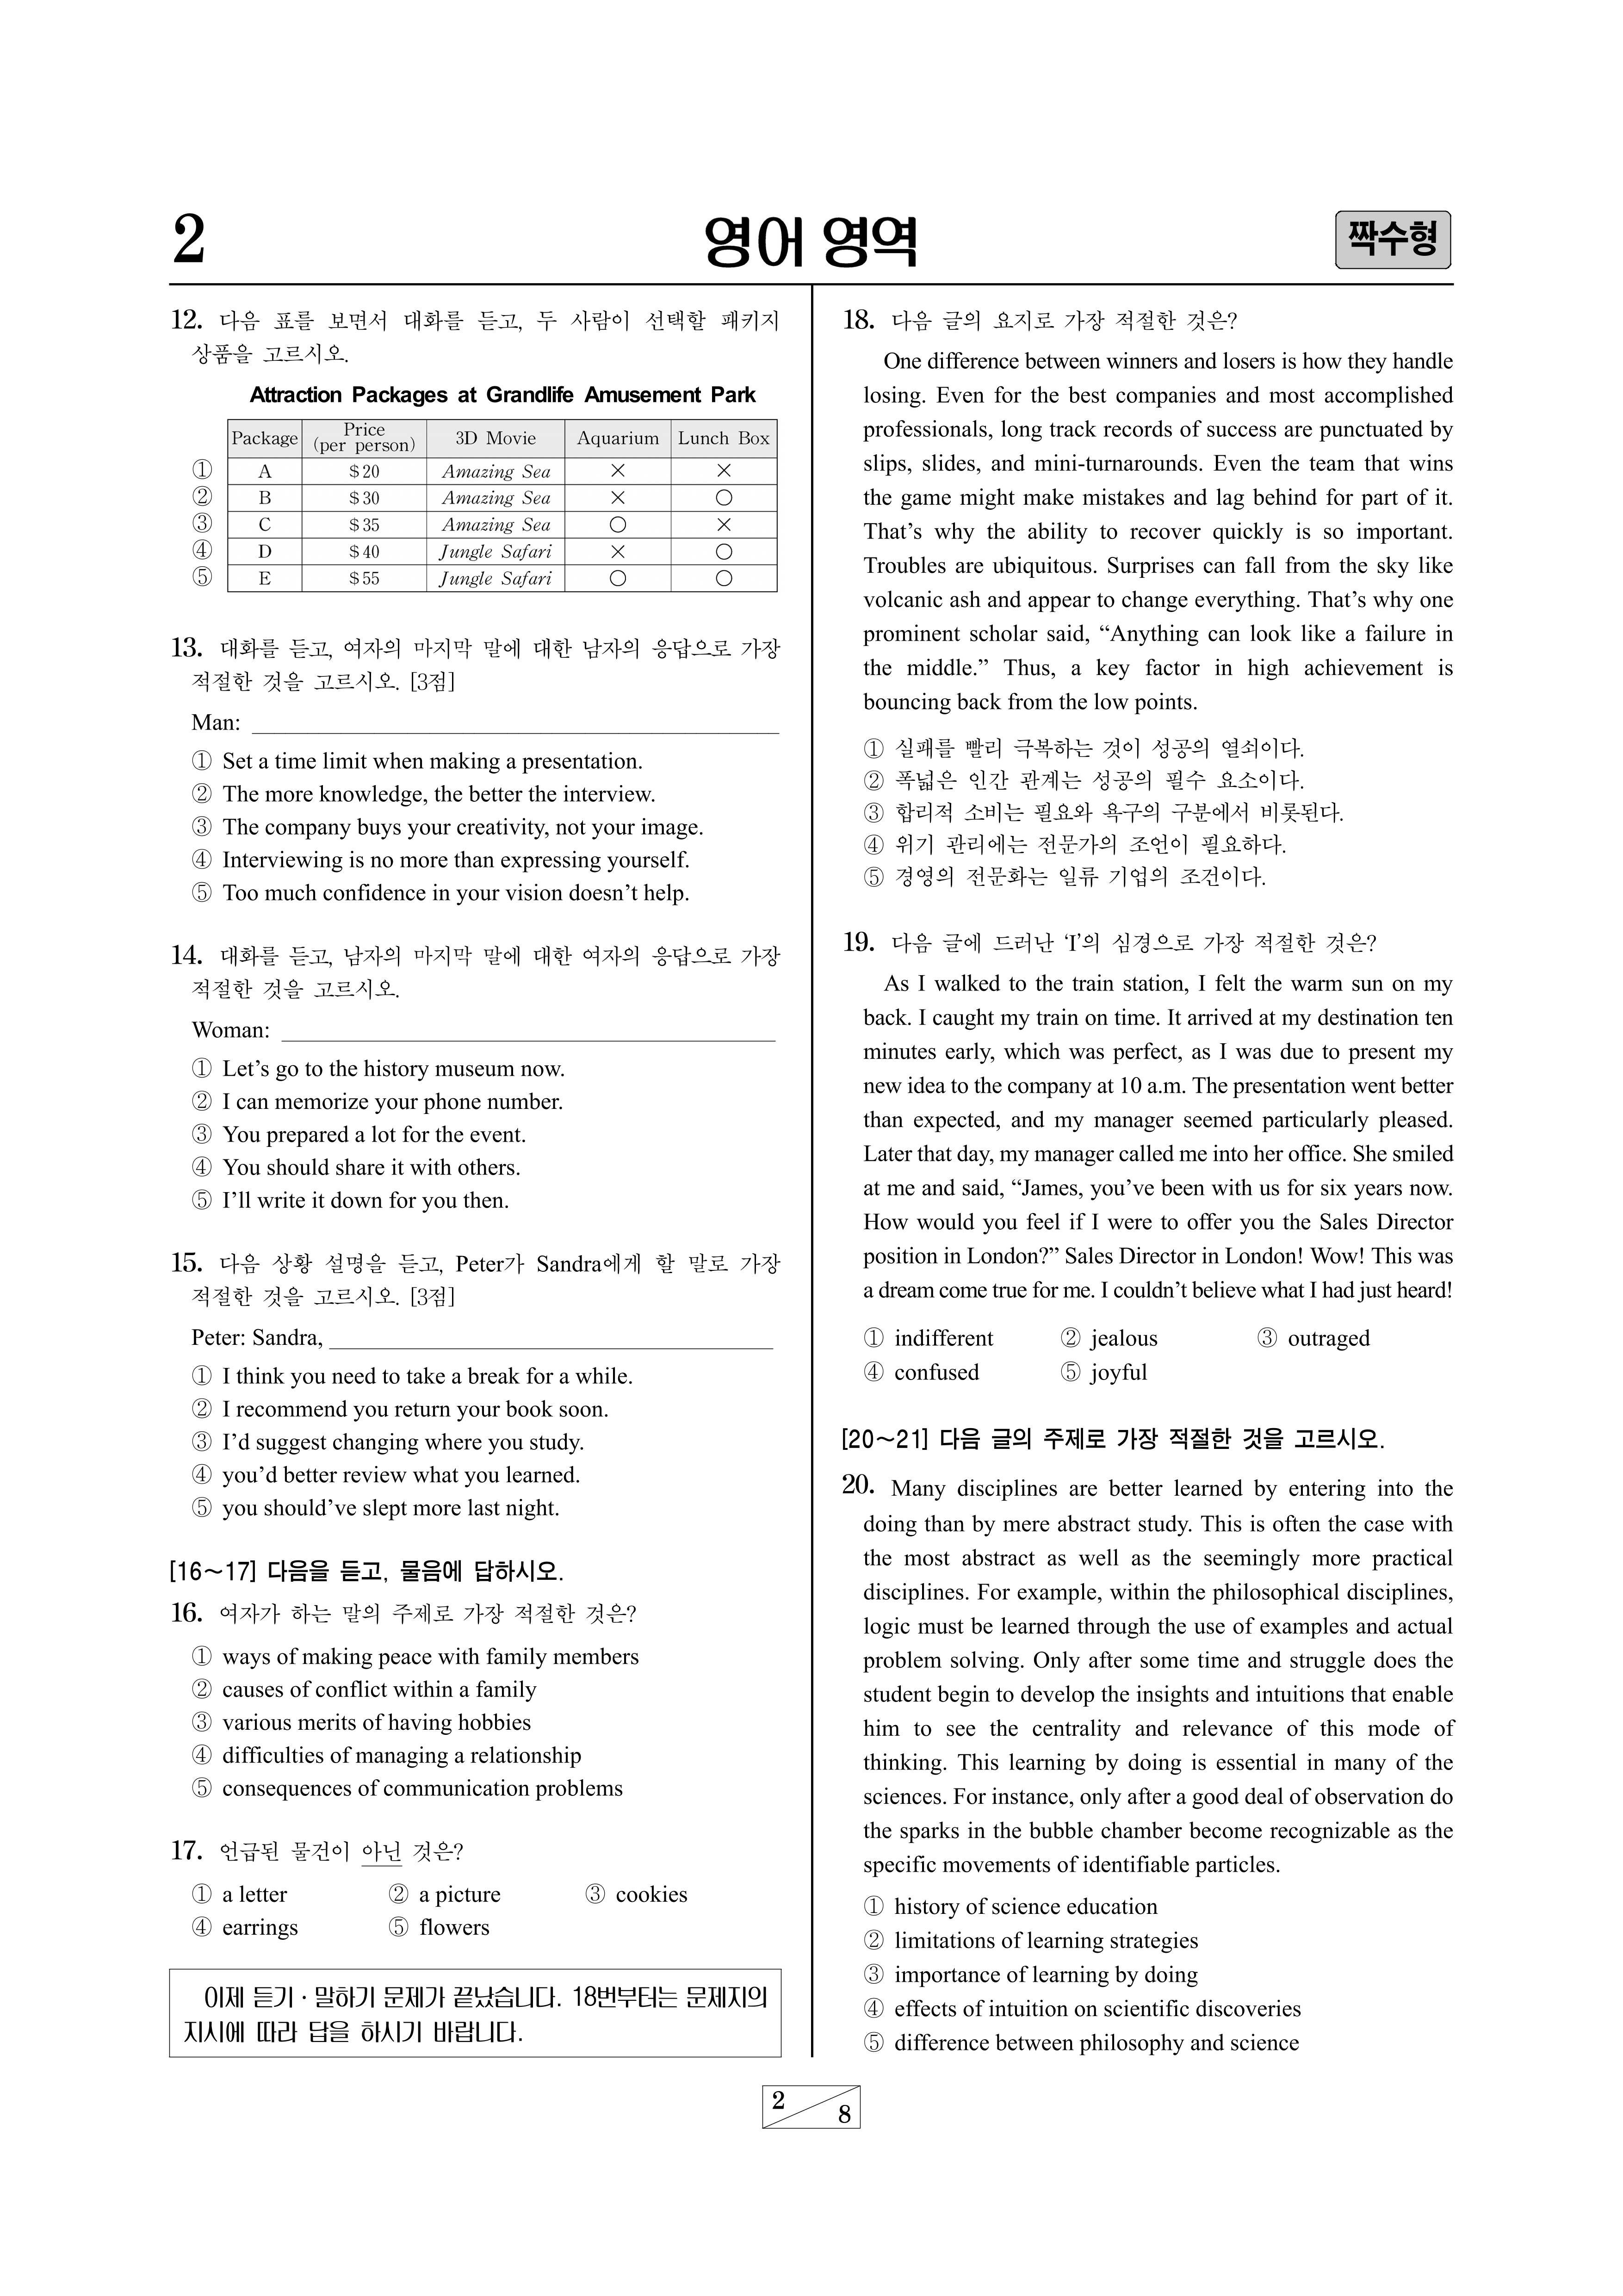 2
영어 영역
짝수형
12. 다음 표를 보면서 대화를 듣고, 두 사람이 선택할 패키지
상품을 고르시오.
Attraction Packages at Grandlife Amusement Park
Package Price (per person) 3D Movie Aquarium Lunch Box
① A $20 Amazing Sea × ×
② B $30 Amazing Sea × ○
③ C $35 Amazing Sea ○ ×
④ D $40 Jungle Safari × ○
⑤ E $55 Jungle Safari ○ ○
13. 대화를 듣고, 여자의 마지막 말에 대한 남자의 응답으로 가장
적절한 것을 고르시오. [3점]
Man:
① Set a time limit when making a presentation.
② The more knowledge, the better the interview.
③ The company buys your creativity, not your image.
④ Interviewing is no more than expressing yourself.
⑤ Too much confidence in your vision doesn’t help.
14. 대화를 듣고, 남자의 마지막 말에 대한 여자의 응답으로 가장
적절한 것을 고르시오.
Woman:
① Let’s go to the history museum now.
② I can memorize your phone number.
③ You prepared a lot for the event.
④ You should share it with others.
⑤ I’ll write it down for you then.
15. 다음 상황 설명을 듣고, Peter가 Sandra에게 할 말로 가장
적절한 것을 고르시오. [3점]
Peter: Sandra,
① I think you need to take a break for a while.
② I recommend you return your book soon.
③ I’d suggest changing where you study.
④ you’d better review what you learned.
⑤ you should’ve slept more last night.
[16～17] 다음을 듣고, 물음에 답하시오.
16. 여자가 하는 말의 주제로 가장 적절한 것은?
① ways of making peace with family members
② causes of conflict within a family
③ various merits of having hobbies
④ difficulties of managing a relationship
⑤ consequences of communication problems
17. 언급된 물건이 아닌 것은?
① a letter ② a picture ③ cookies
④ earrings ⑤ flowers
이제 듣기·말하기 문제가 끝났습니다. 18번부터는 문제지의
지시에 따라 답을 하시기 바랍니다.
18. 다음 글의 요지로 가장 적절한 것은?
One difference between winners and losers is how they handle
losing. Even for the best companies and most accomplished
professionals, long track records of success are punctuated by
slips, slides, and mini-turnarounds. Even the team that wins
the game might make mistakes and lag behind for part of it.
That’s why the ability to recover quickly is so important.
Troubles are ubiquitous. Surprises can fall from the sky like
volcanic ash and appear to change everything. That’s why one
prominent scholar said, “Anything can look like a failure in
the middle.” Thus, a key factor in high achievement is
bouncing back from the low points.
① 실패를 빨리 극복하는 것이 성공의 열쇠이다.
② 폭넓은 인간 관계는 성공의 필수 요소이다.
③ 합리적 소비는 필요와 욕구의 구분에서 비롯된다.
④ 위기 관리에는 전문가의 조언이 필요하다.
⑤ 경영의 전문화는 일류 기업의 조건이다.
19. 다음 글에 드러난 ‘I’의 심경으로 가장 적절한 것은?
As I walked to the train station, I felt the warm sun on my
back. I caught my train on time. It arrived at my destination ten
minutes early, which was perfect, as I was due to present my
new idea to the company at 10 a.m. The presentation went better
than expected, and my manager seemed particularly pleased.
Later that day, my manager called me into her office. She smiled
at me and said, “James, you’ve been with us for six years now.
How would you feel if I were to offer you the Sales Director
position in London?” Sales Director in London! Wow! This was
a dream come true for me. I couldn’t believe what I had just heard!
① indifferent ② jealous ③ outraged
④ confused ⑤ joyful
[20～21] 다음 글의 주제로 가장 적절한 것을 고르시오.
20. Many disciplines are better learned by entering into the
doing than by mere abstract study. This is often the case with
the most abstract as well as the seemingly more practical
disciplines. For example, within the philosophical disciplines,
logic must be learned through the use of examples and actual
problem solving. Only after some time and struggle does the
student begin to develop the insights and intuitions that enable
him to see the centrality and relevance of this mode of
thinking. This learning by doing is essential in many of the
sciences. For instance, only after a good deal of observation do
the sparks in the bubble chamber become recognizable as the
specific movements of identifiable particles.
① history of science education
② limitations of learning strategies
③ importance of learning by doing
④ effects of intuition on scientific discoveries
⑤ difference between philosophy and science
2
8